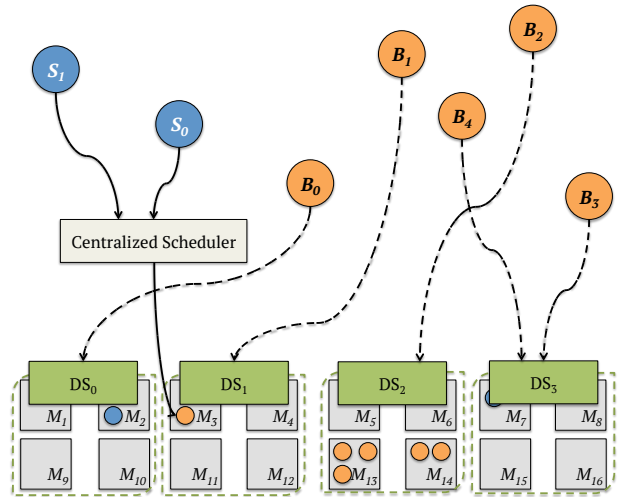 B2
B1
S1
B4
S0
B0
B3
Centralized Scheduler
DS0
DS1
DS2
DS3
M1
M2
M3
M4
M5
M6
M7
M8
M9
M10
M11
M12
M13
M14
M15
M16